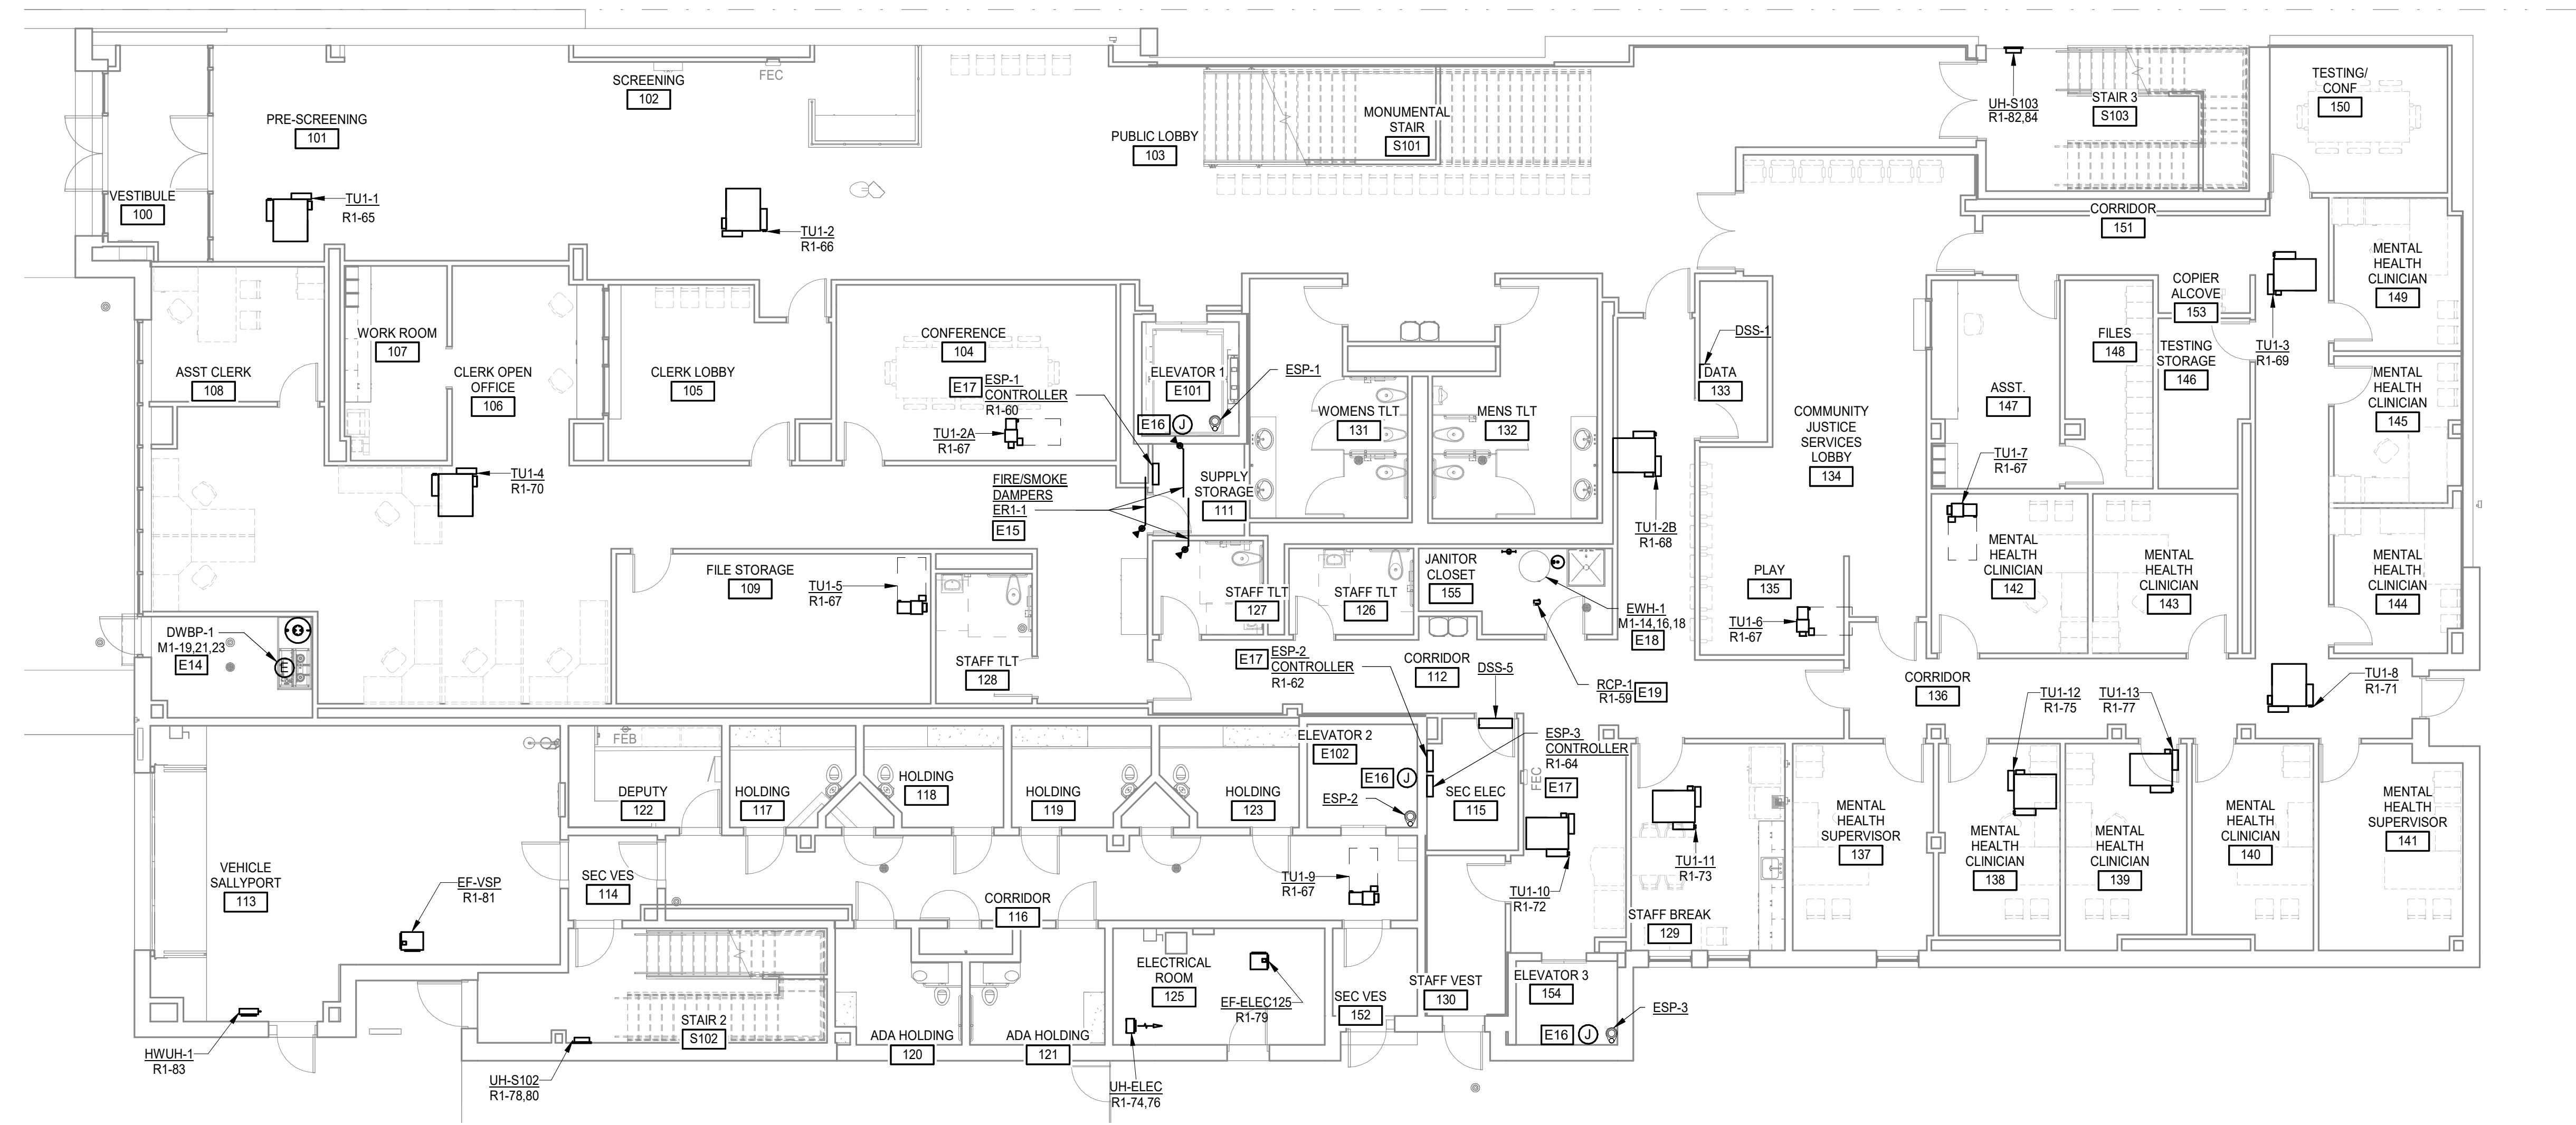 FEC
SCREENING
102
PRE-SCREENING
101
PUBLIC LOBBY
103
MONUMENTAL
STAIR
S101
UH-S103
R1-82,84
STAIR 3
S103
TESTING/
CONF
150
VESTIBULE
100
TU1-1
R1-65
TU1-2
R1-66
CORRIDOR
151
MENTAL
HEALTH
CLINICIAN
149
COPIER
ALCOVE
153
TU1-3
R1-69
ASST CLERK
108
WORK ROOM
107
CLERK OPEN
OFFICE
106
CLERK LOBBY
105
CONFERENCE
104
E17
ESP-1
CONTROLLER
R1-60
TU1-2A
R1-67
ELEVATOR 1
E101
E16
J
ESP-1
WOMENS TLT
131
MENS TLT
132
DSS-1
DATA
133
COMMUNITY
JUSTICE
SERVICES
LOBBY
134
ASST.
147
FILES
148
TESTING
STORAGE
146
MENTAL
HEALTH
CLINICIAN
145
TU1-4
R1-70
FIRE/SMOKE
DAMPERS
ER1-1
E15
SUPPLY
STORAGE
111
TU1-2B
R1-68
TU1-7
R1-67
MENTAL
HEALTH
CLINICIAN
142
MENTAL
HEALTH
CLINICIAN
143
MENTAL
HEALTH
CLINICIAN
144
FILE STORAGE
109
TU1-5
R1-67
STAFF TLT
128
STAFF TLT
127
STAFF TLT
126
JANITOR
CLOSET
155
EWH-1
M1-14,16,18
E18
PLAY
135
TU1-6
R1-67
DWBP-1
M1-19,21,23
E14
E
E17
ESP-2
CONTROLLER
R1-62
CORRIDOR
112
DSS-5
RCP-1
R1-59
E19
CORRIDOR
136
TU1-12
R1-75
TU1-13
R1-77
TU1-8
R1-71
FEB
DEPUTY
122
HOLDING
117
HOLDING
118
HOLDING
119
HOLDING
123
ELEVATOR 2
E102
E16
J
ESP-2
SEC ELEC
115
ESP-3
CONTROLLER
R1-64
E17
FEC
TU1-11
R1-73
MENTAL
HEALTH
SUPERVISOR
137
MENTAL
HEALTH
CLINICIAN
138
MENTAL
HEALTH
CLINICIAN
139
MENTAL
HEALTH
CLINICIAN
140
MENTAL
HEALTH
SUPERVISOR
141
VEHICLE
SALLYPORT
113
EF-VSP
R1-81
SEC VES
114
CORRIDOR
116
TU1-9
R1-67
TU1-10
R1-72
STAFF BREAK
129
ELECTRICAL
ROOM
125
EF-ELEC125
R1-79
SEC VES
152
STAFF VEST
130
ELEVATOR 3
154
E16
J
ESP-3
HWUH-1
R1-83
STAIR 2
S102
UH-S102
R1-78,80
ADA HOLDING
120
ADA HOLDING
121
UH-ELEC
R1-74,76